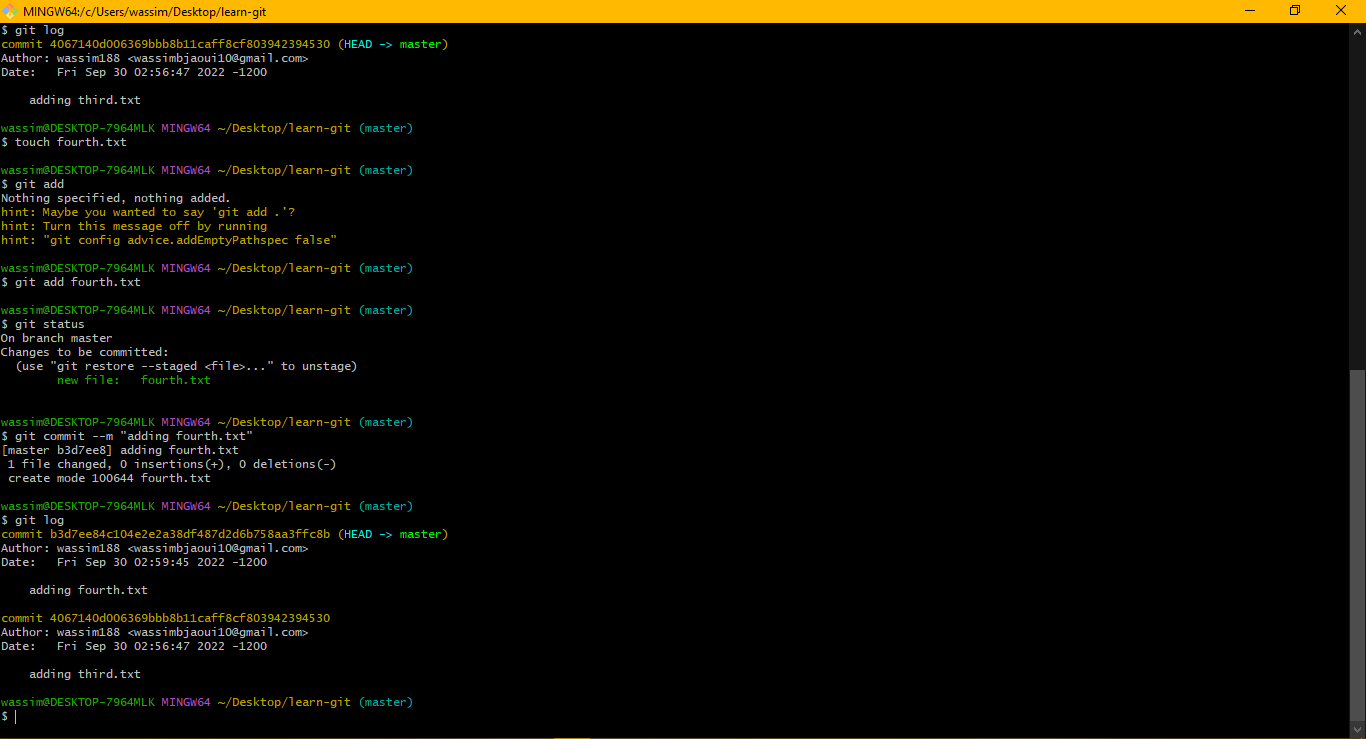 MINGW64:/c/Users/wassim/Desktop/learn-git
$ git log
commit 4067140d006369bbb8b11caff8cf803942394530 (HEAD -> master)
Author: wassim188 <wassimbjaoui10@gmail.com>
Date:   Fri Sep 30 02:56:47 2022 -1200
    adding third.txt
wassim@DESKTOP-7964MLK MINGW64 ~/Desktop/learn-git (master)
$ touch fourth.txt
wassim@DESKTOP-7964MLK MINGW64 ~/Desktop/learn-git (master)
$ git add
Nothing specified, nothing added.
hint: Maybe you wanted to say 'git add .'?
hint: Turn this message off by running
hint: "git config advice.addEmptyPathspec false"
wassim@DESKTOP-7964MLK MINGW64 ~/Desktop/learn-git (master)
$ git add fourth.txt
wassim@DESKTOP-7964MLK MINGW64 ~/Desktop/learn-git (master)
$ git status
On branch master
Changes to be committed:
  (use "git restore --staged <file>..." to unstage)
        new file:   fourth.txt
wassim@DESKTOP-7964MLK MINGW64 ~/Desktop/learn-git (master)
$ git commit --m "adding fourth.txt"
[master b3d7ee8] adding fourth.txt
 1 file changed, 0 insertions(+), 0 deletions(-)
 create mode 100644 fourth.txt
wassim@DESKTOP-7964MLK MINGW64 ~/Desktop/learn-git (master)
$ git log
commit b3d7ee84c104e2e2a38df487d2d6b758aa3ffc8b (HEAD -> master)
Author: wassim188 <wassimbjaoui10@gmail.com>
Date:   Fri Sep 30 02:59:45 2022 -1200
    adding fourth.txt
commit 4067140d006369bbb8b11caff8cf803942394530
Author: wassim188 <wassimbjaoui10@gmail.com>
Date:   Fri Sep 30 02:56:47 2022 -1200
    adding third.txt
wassim@DESKTOP-7964MLK MINGW64 ~/Desktop/learn-git (master)
$